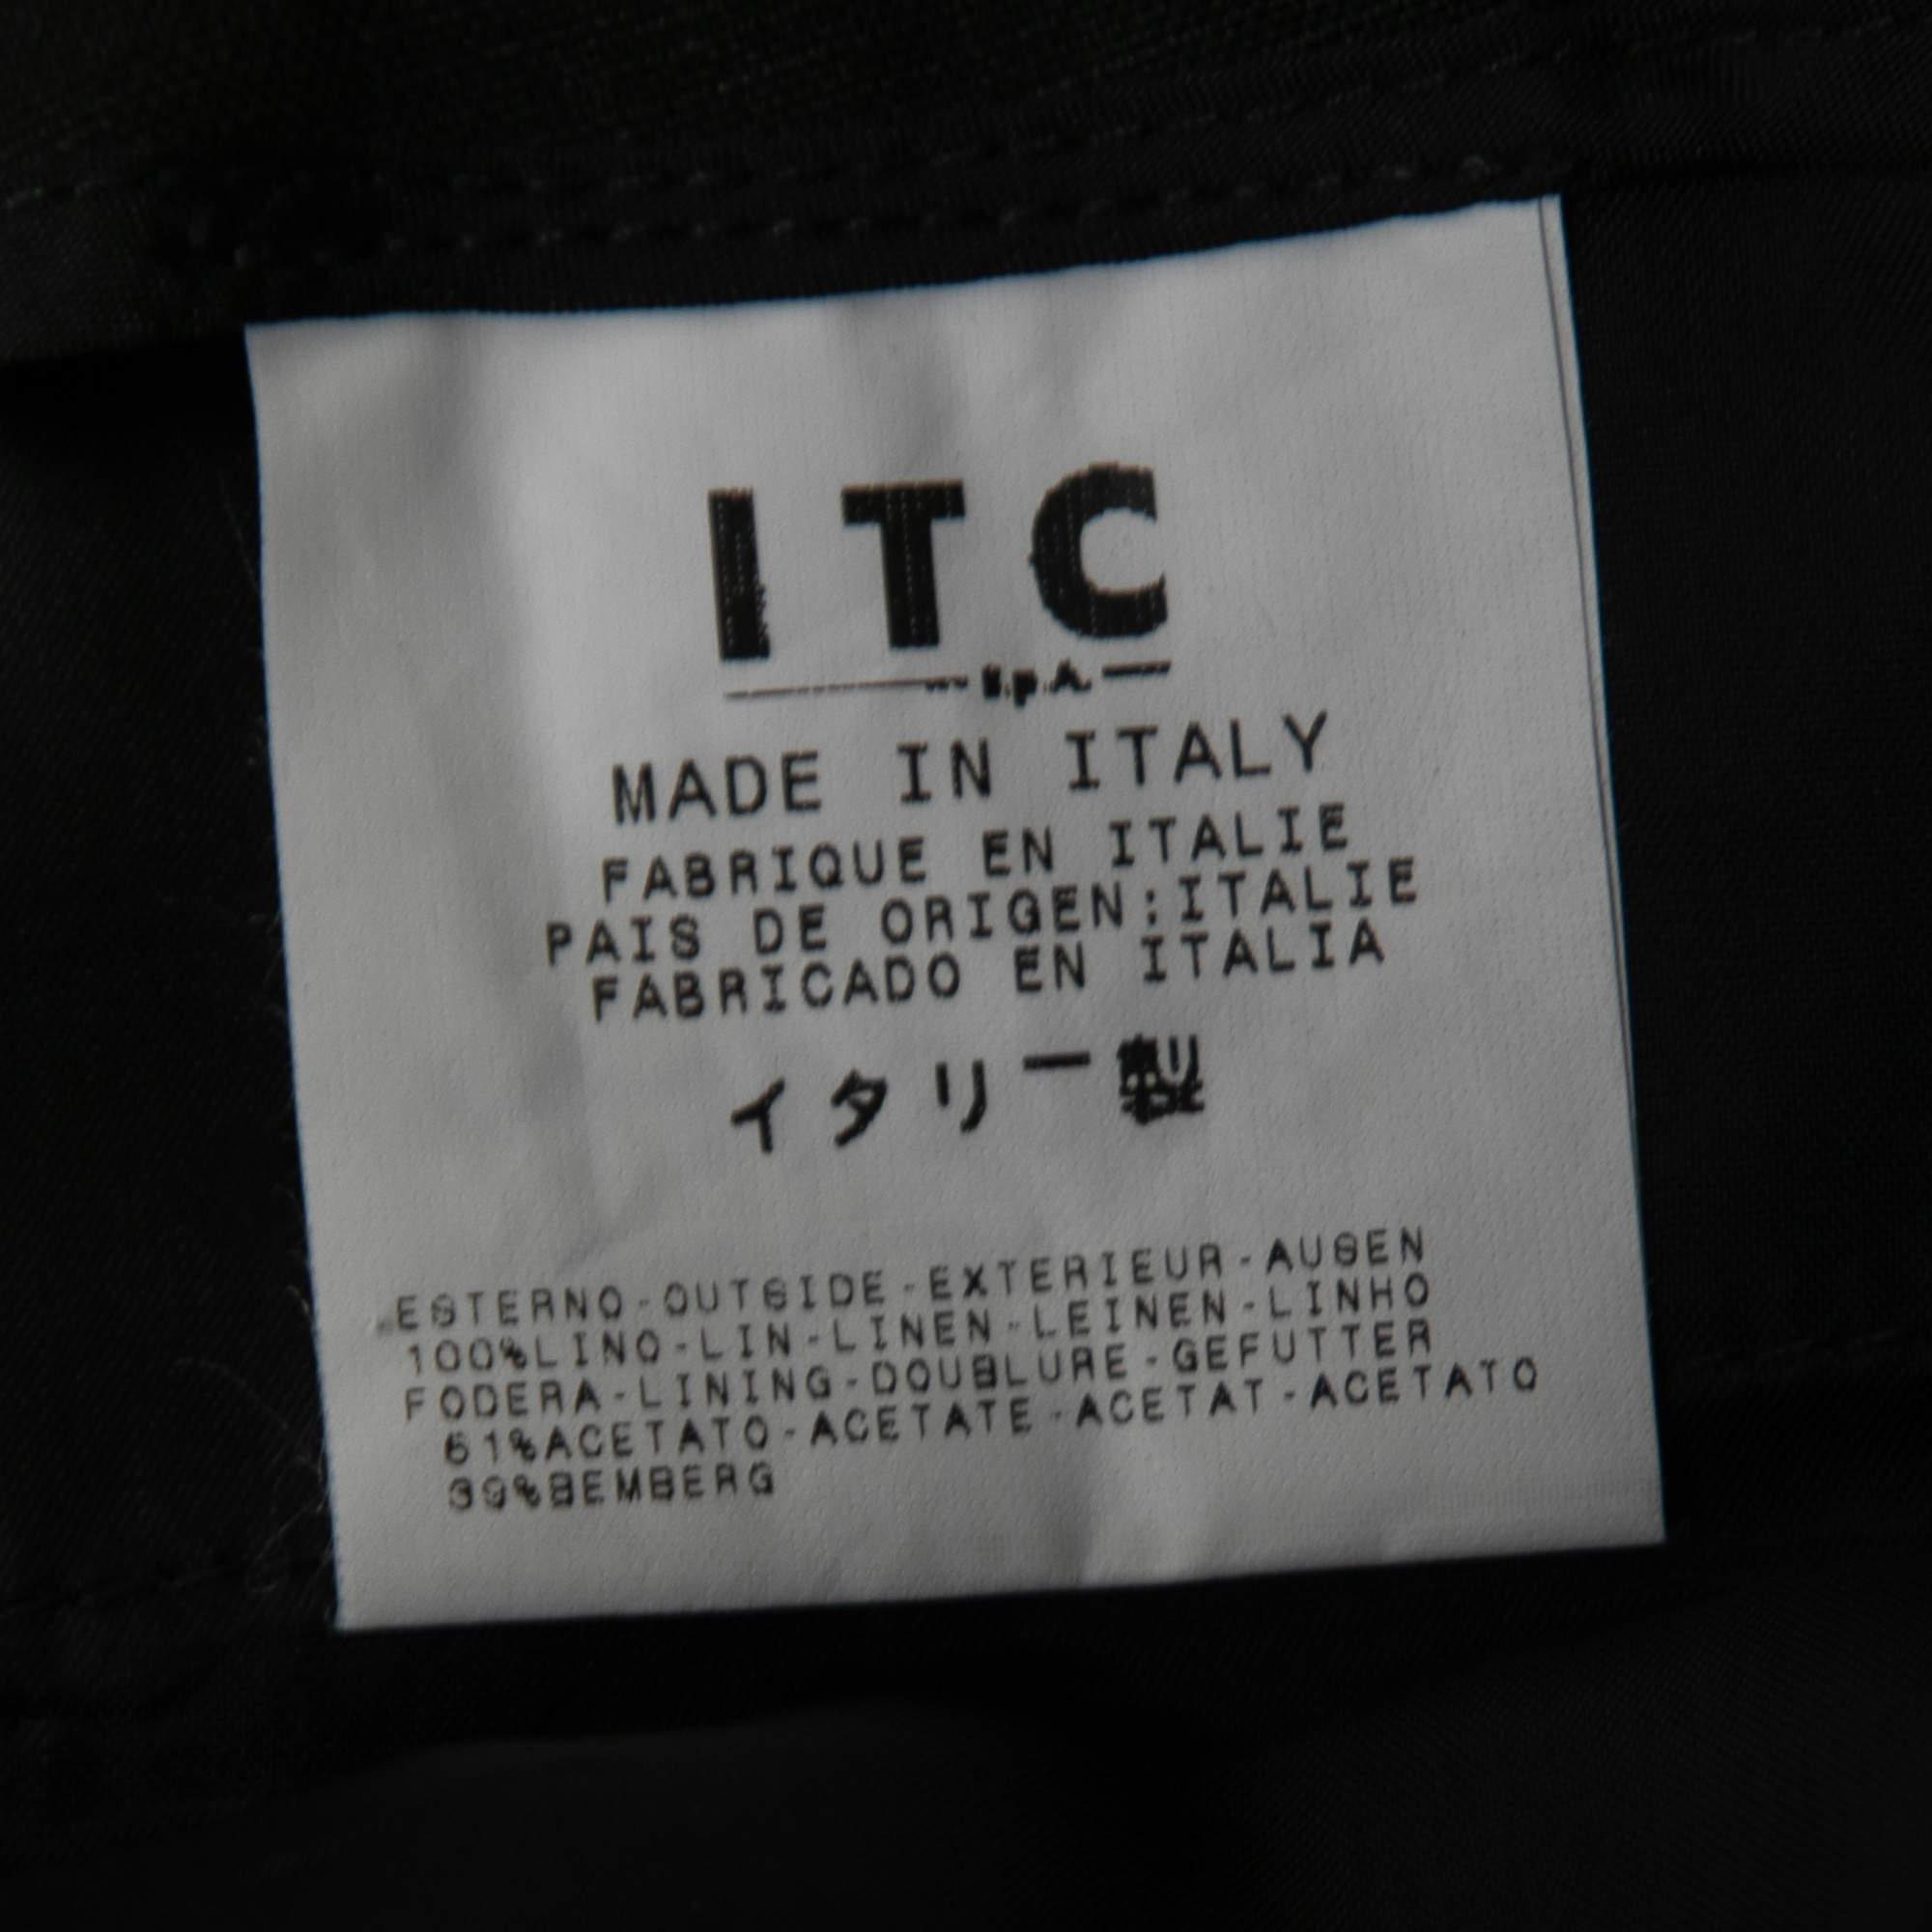 ITC
S.p.A.
MADE IN ITALY
FABRIQUE EN ITALIE
PAIS DE ORIGEN:ITALIE
FABRICADO EN ITALIA
イタリー製
ESTERNO-OUTSIDE-EXTERIEUR-AUSEN
100%LINO-LIN-LINEN-LEINEN-LINHO
FODERA-LINING-DOUBLURE-GEFUTTER
61%ACETATO-ACETATE-ACETAT-ACETATO
39%BEMBERG